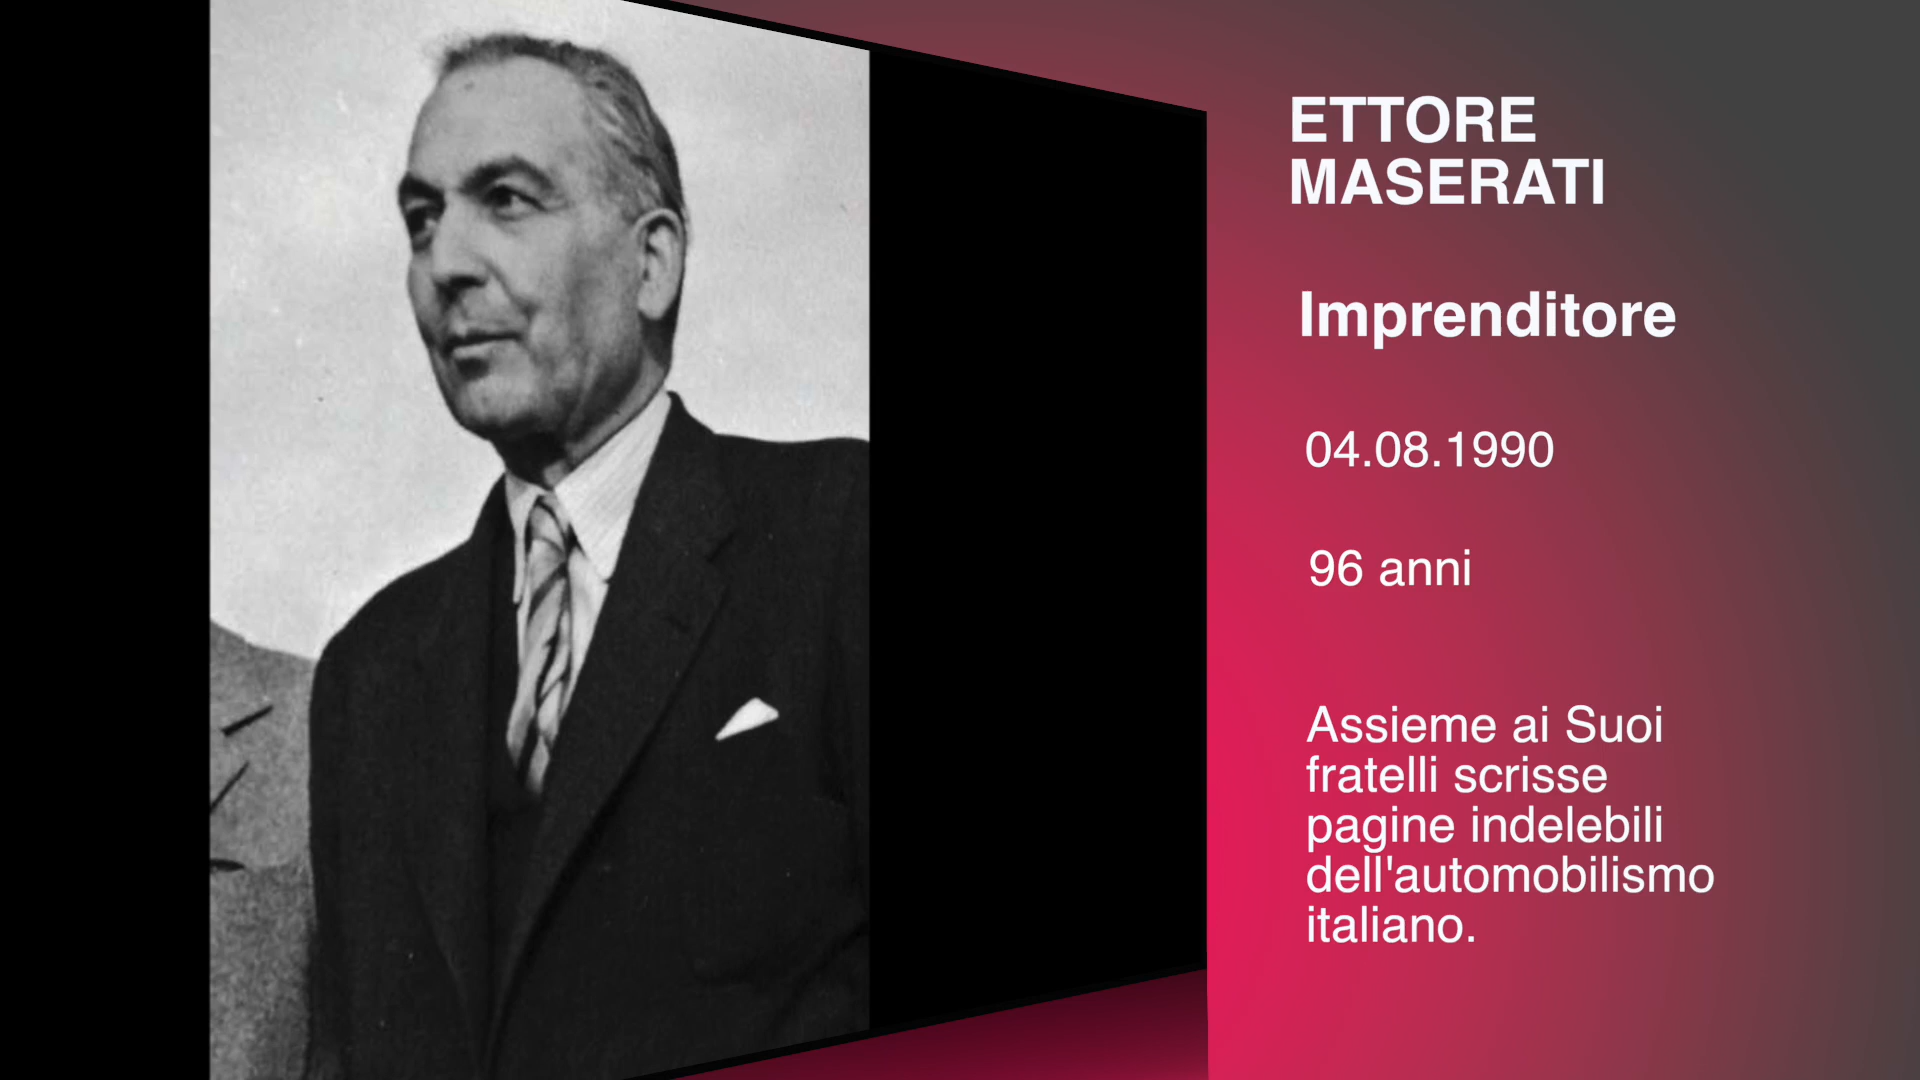 ETTORE
MASERATI
Imprenditore
04.08.1990
96 anni
Assieme ai Suoi
fratelli scrisse
pagine indelebili
dell'automobilismo
italiano.